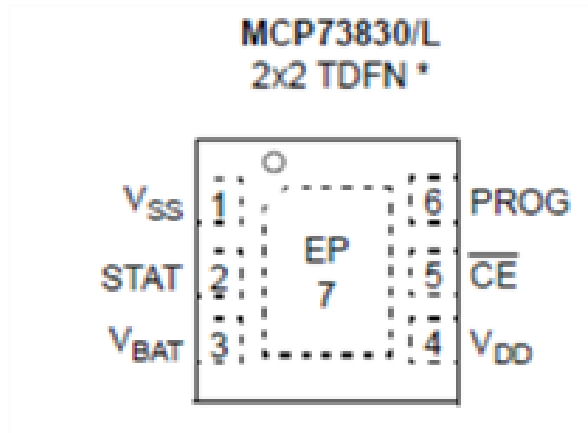 MCP73830/L
2x2 TDFN *
VSS 1 6 PROG
EP
STAT 2 5 CE
7
VBAT 3 4 VDD